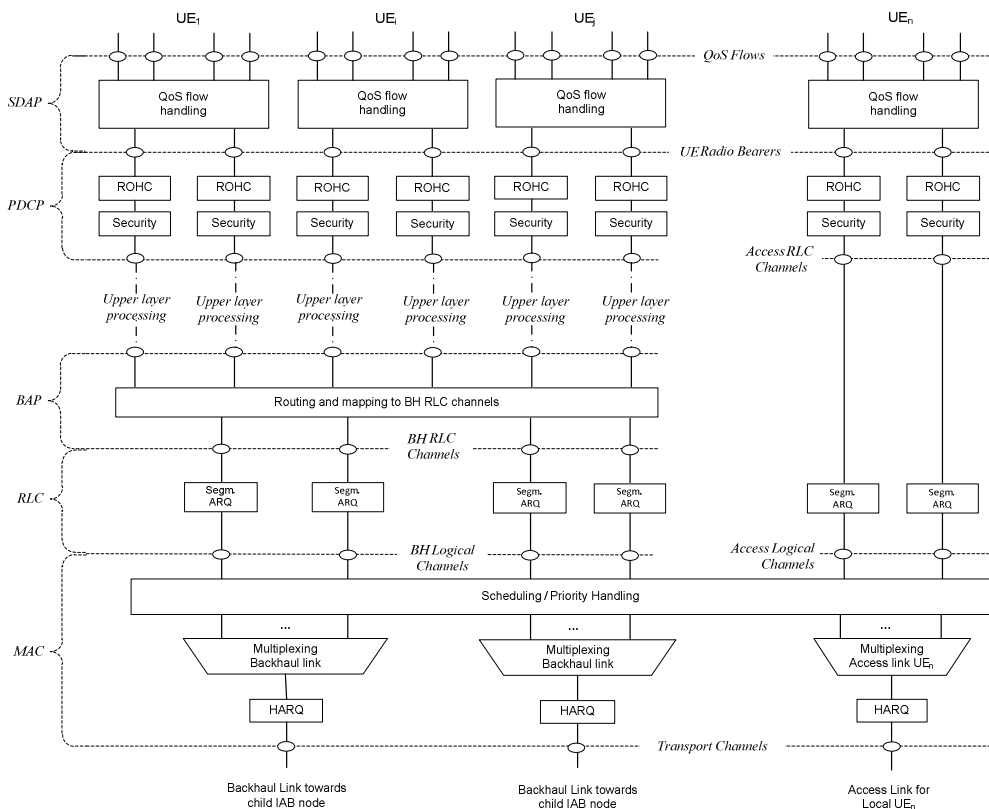 UE1 UEi UEj UEn
QoS Flows
SDAP
QoS flow handling
QoS flow handling
QoS flow handling
QoS flow handling
UE Radio Bearers
PDCP
ROHC ROHC ROHC ROHC ROHC ROHC ROHC ROHC
Security Security Security Security Security Security Security Security
Access RLC
Channels
Upper layer
processing
Upper layer
processing
Upper layer
processing
Upper layer
processing
Upper layer
processing
Upper layer
processing
BAP
Routing and mapping to BH RLC channels
BH RLC
Channels
RLC
Segm.
ARQ
Segm.
ARQ
Segm.
ARQ
Segm.
ARQ
Segm.
ARQ
Segm.
ARQ
BH Logical
Channels
Access Logical
Channels
Scheduling / Priority Handling
... ... ...
MAC
Multiplexing
Backhaul link
Multiplexing
Backhaul link
Multiplexing
Access link UEn
HARQ HARQ HARQ
Transport Channels
Backhaul Link towards
child IAB node
Backhaul Link towards
child IAB node
Access Link for
Local UEn